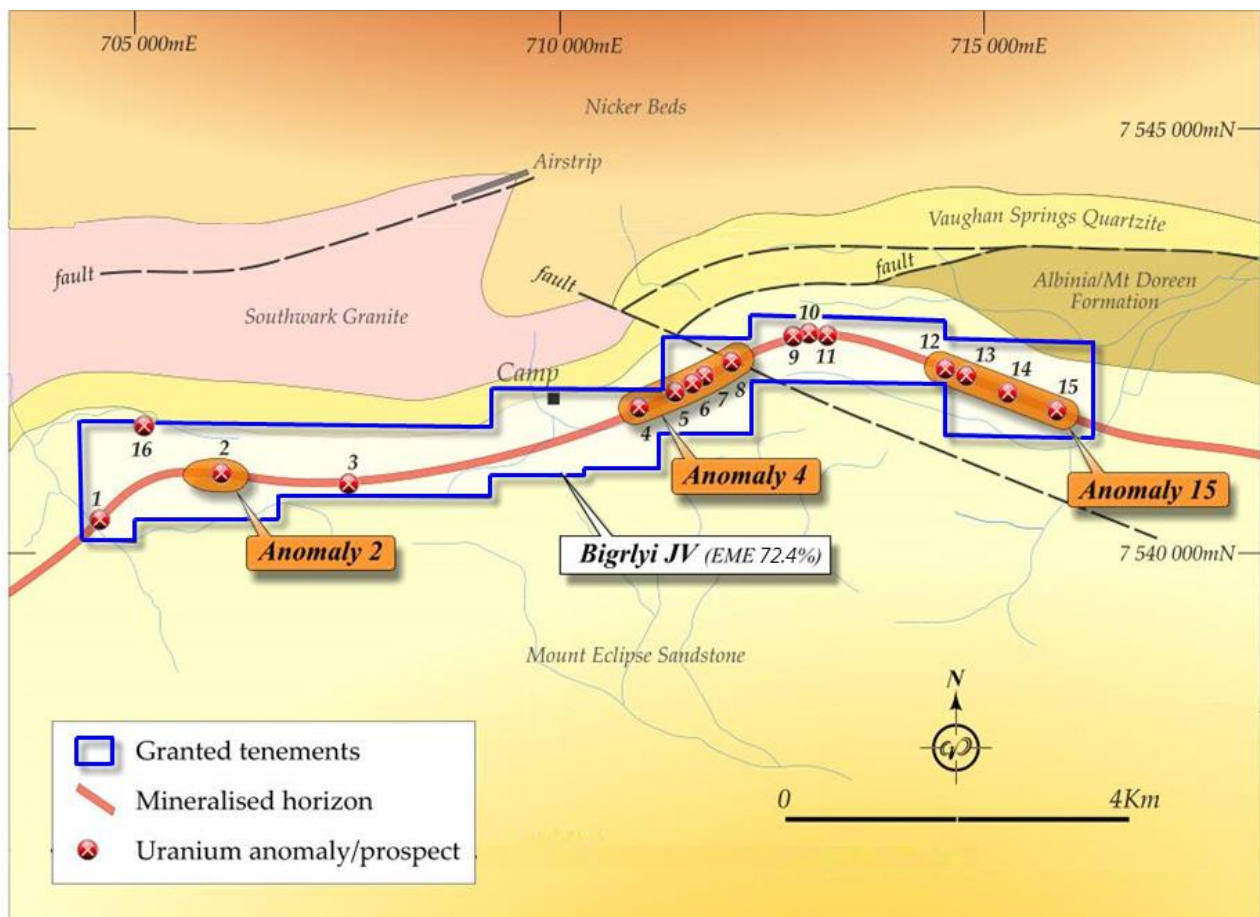 705 000mE
710 000mE
715 000mE
Nicker Beds
7 545 000mN
Airstrip
Vaughan Springs Quartzite
fault
fault
fault
Albinia/Mt Doreen
Formation
Southwark Granite
10
9
11
12
13
14
15
Camp
8
7
6
5
4
16
2
3
1
Anomaly 4
Anomaly 15
Anomaly 2
Bigrlyi JV (EME 72.4%)
7 540 000mN
Mount Eclipse Sandstone
N
Granted tenements
Mineralised horizon
Uranium anomaly/prospect
0
4Km